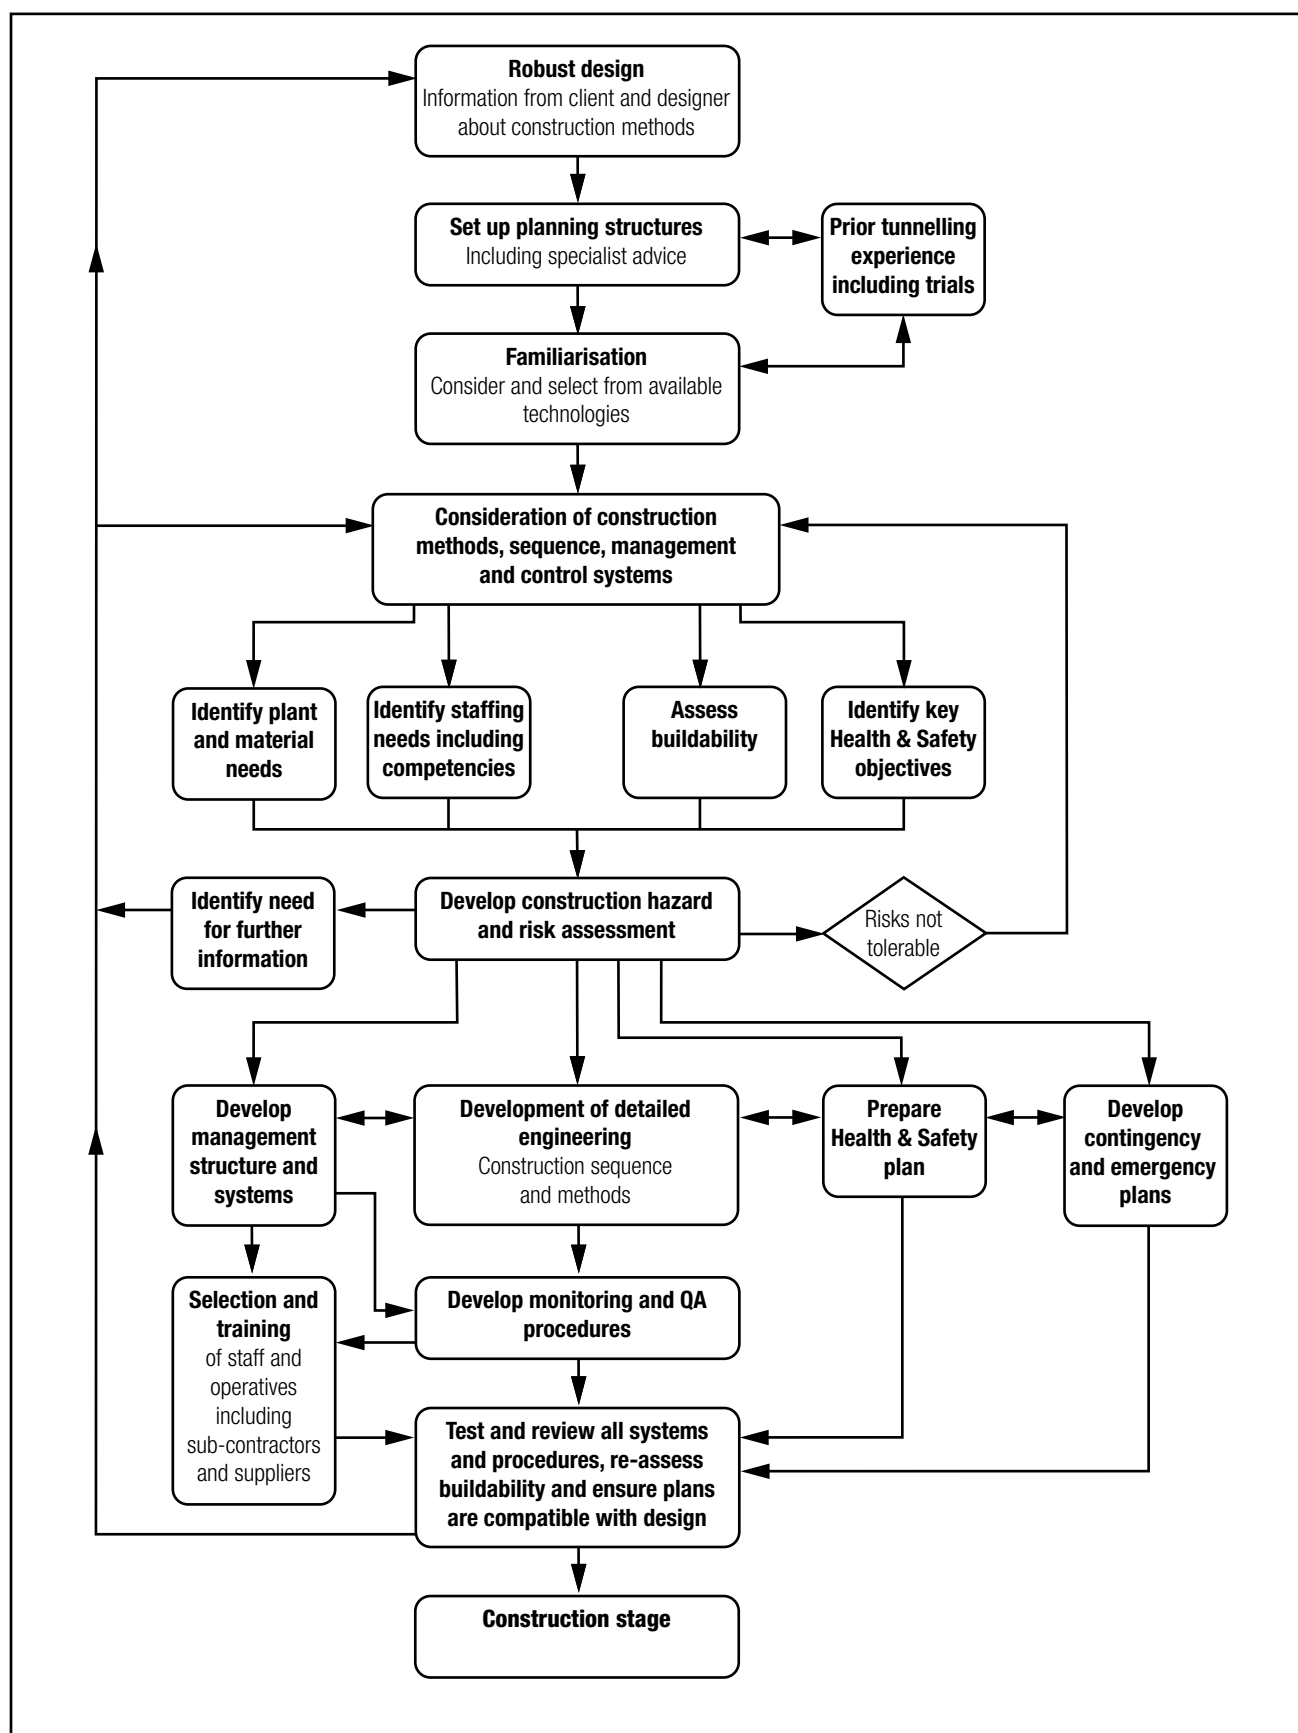 Robust design
Information from client and designer
about construction methods
Set up planning structures
Including specialist advice
Prior tunnelling
experience
including trials
Familiarisation
Consider and select from available
technologies
Consideration of construction
methods, sequence, management
and control systems
Identify plant
and material
needs
Identify staffing
needs including
competencies
Assess
buildability
Identify key
Health & Safety
objectives
Identify need
for further
information
Develop construction hazard
and risk assessment
Risks not
tolerable
Develop
management
structure and
systems
Development of detailed
engineering
Construction sequence
and methods
Prepare
Health & Safety
plan
Develop
contingency
and emergency
plans
Selection and
training
of staff and
operatives
including
sub-contractors
and suppliers
Develop monitoring and QA
procedures
Test and review all systems
and procedures, re-assess
buildability and ensure plans
are compatible with design
Construction stage